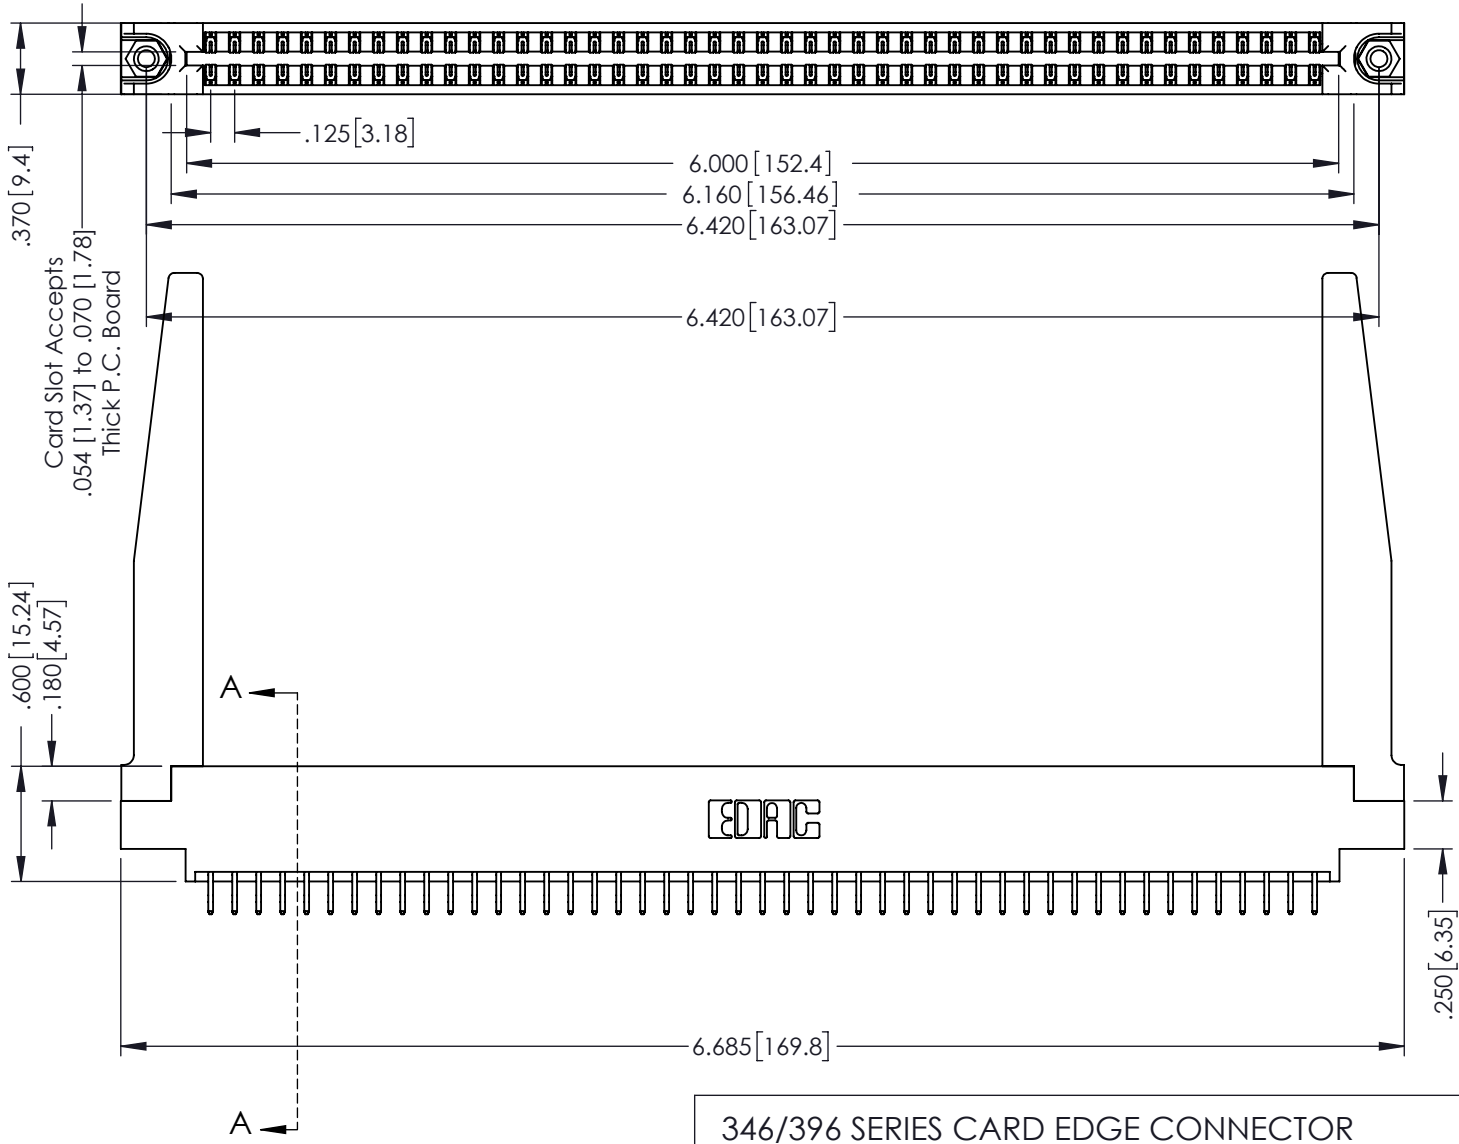 .370[9.4]
Card Slot Accepts
.054 [1.37] to .070 [1.78]
Thick P.C. Board
.125[3.18]
6.000[152.4]
6.160[156.46]
6.420[163.07]
6.420[163.07]
.600[15.24]
.180[4.57]
A
EDAC
.250[6.35]
6.685[169.8]
A
346/396 SERIES CARD EDGE CONNECTOR